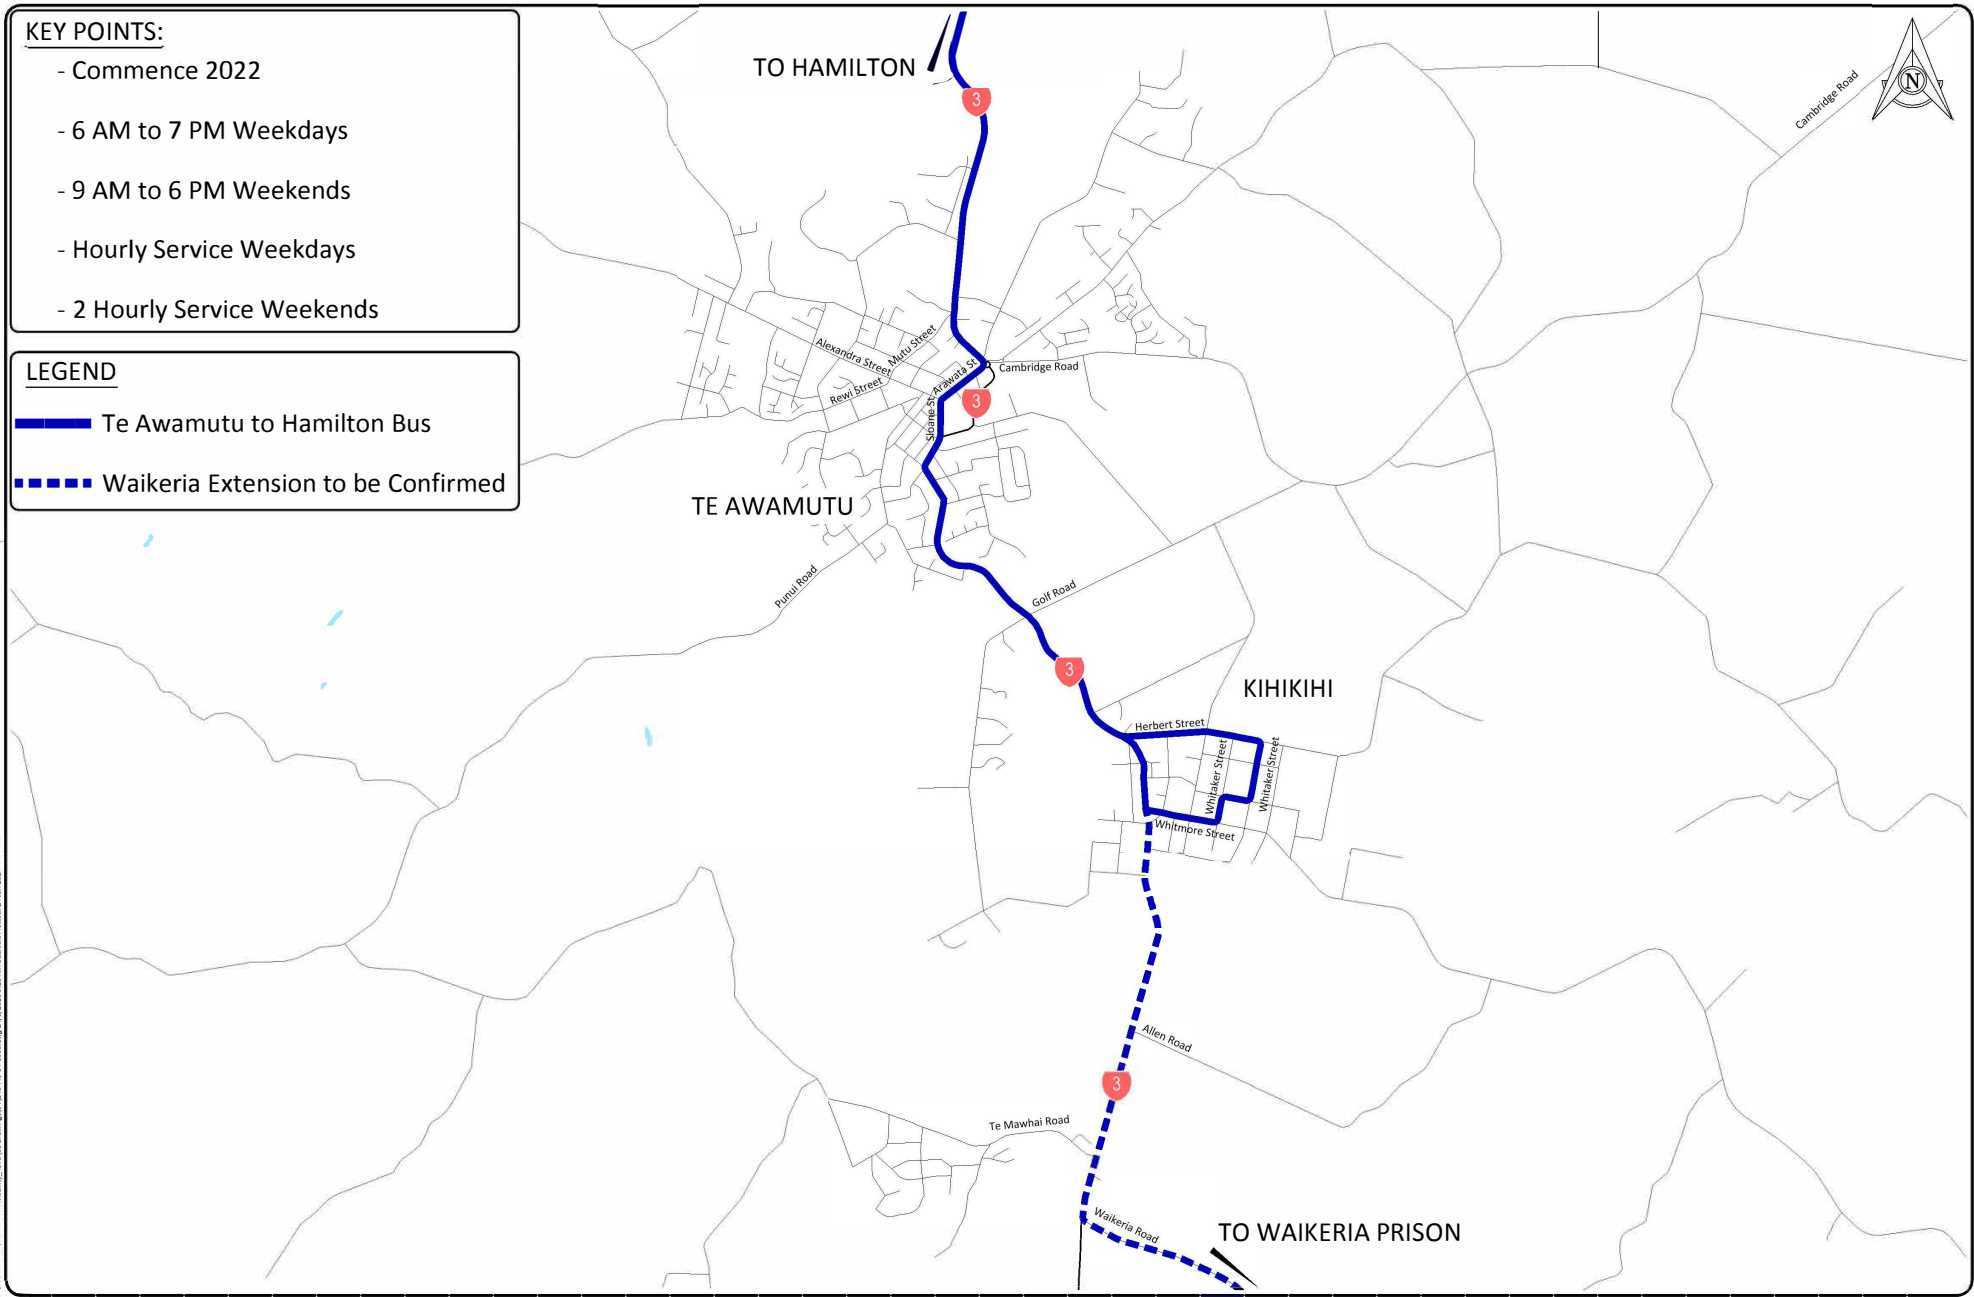 KEY POINTS:
- Commence 2022
- 6 AM to 7 PM Weekdays
- 9 AM to 6 PM Weekends
- Hourly Service Weekdays
- 2 Hourly Service Weekends
LEGEND
Te Awamutu to Hamilton Bus
Waikeria Extension to be Confirmed
TO HAMILTON
3
N
Cambridge Road
Mutu Street
Alexandra Street
Rewi Street
Arawata St
Cambridge Road
Sloane St
3
TE AWAMUTU
Punui Road
Golf Road
3
KIHIKIHI
Herbert Street
Whitaker Street
Whitaker Street
Whitmore Street
Allen Road
3
Te Mawhai Road
Waikeria Road
TO WAIKERIA PRISON